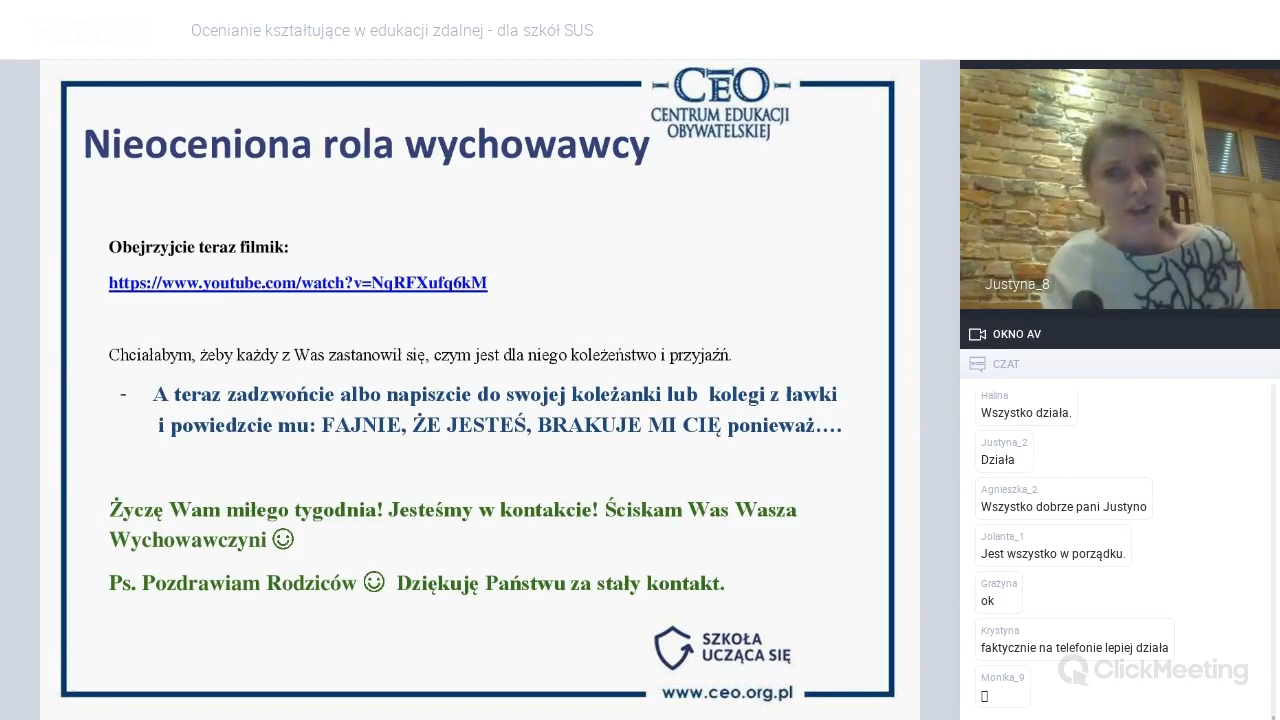 Ocenianie kształtujące w edukacji zdalnej - dla szkół SUS
CEO
CENTRUM EDUKACJI
OBYWATELSKIEJ
Nieoceniona rola wychowawcy
Obejrzyjcie teraz filmik:
https://www.youtube.com/watch?v=NqRFXufq6kM
Chciałabym, żeby każdy z Was zastanowił się, czym jest dla niego koleżeństwo i przyjaźń.
- A teraz zadzwońcie albo napiszcie do swojej koleżanki lub kolegi z ławki
i powiedzcie mu: FAJNIE, ŻE JESTEŚ, BRAKUJE MI CIĘ ponieważ….
Życzę Wam miłego tygodnia! Jesteśmy w kontakcie! Ściskam Was Wasza
Wychowawczyni ☺
Ps. Pozdrawiam Rodziców ☺ Dziękuję Państwu za stały kontakt.
SZKOŁA
UCZĄCA SIĘ
www.ceo.org.pl
Justyna_8
OKNO AV
CZAT
Halina
Wszystko działa.
Justyna_2
Działa
Agnieszka_2
Wszystko dobrze pani Justyno
Jolanta_1
Jest wszystko w porządku.
Grażyna
ok
Krystyna
faktycznie na telefonie lepiej działa
Monika_9
ClickMeeting